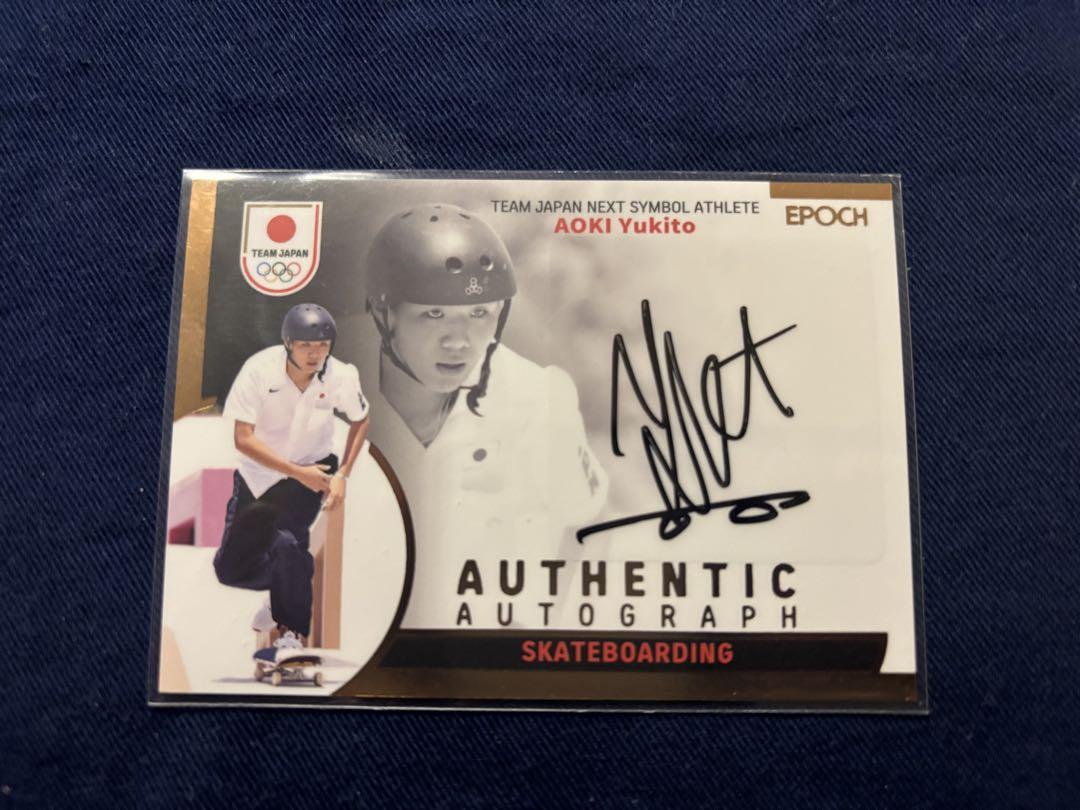 TEAM JAPAN NEXT SYMBOL ATHLETE
AOKI Yukito
EPOCH
TEAM JAPAN
AUTHENTIC
AUTOGRAPH
SKATEBOARDING